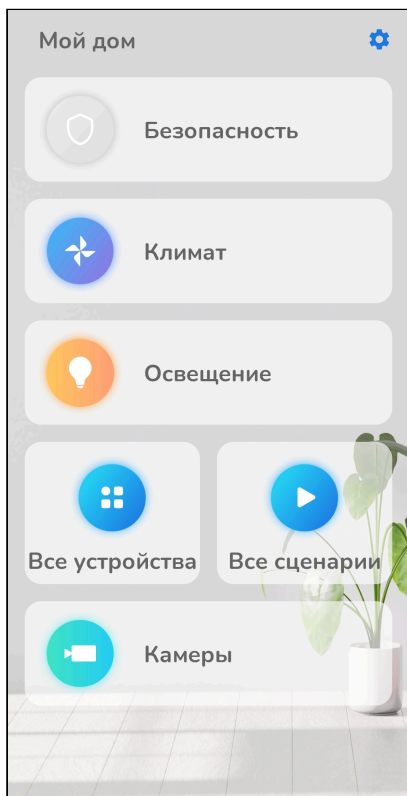 Мой дом
Безопасность
Климат
Освещение
Все устройства
Все сценарии
Камеры